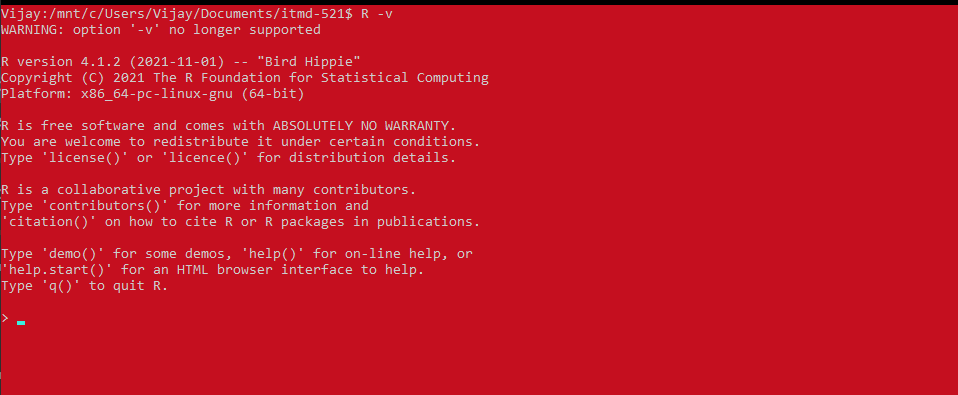 Vijay:/mnt/c/Users/Vijay/Documents/itmd-521$ R -v
WARNING: option '-v' no longer supported
R version 4.1.2 (2021-11-01) -- "Bird Hippie"
Copyright (C) 2021 The R Foundation for Statistical Computing
Platform: x86_64-pc-linux-gnu (64-bit)
R is free software and comes with ABSOLUTELY NO WARRANTY.
You are welcome to redistribute it under certain conditions.
Type 'license()' or 'licence()' for distribution details.
R is a collaborative project with many contributors.
Type 'contributors()' for more information and
'citation()' on how to cite R or R packages in publications.
Type 'demo()' for some demos, 'help()' for on-line help, or
'help.start()' for an HTML browser interface to help.
Type 'q()' to quit R.
>